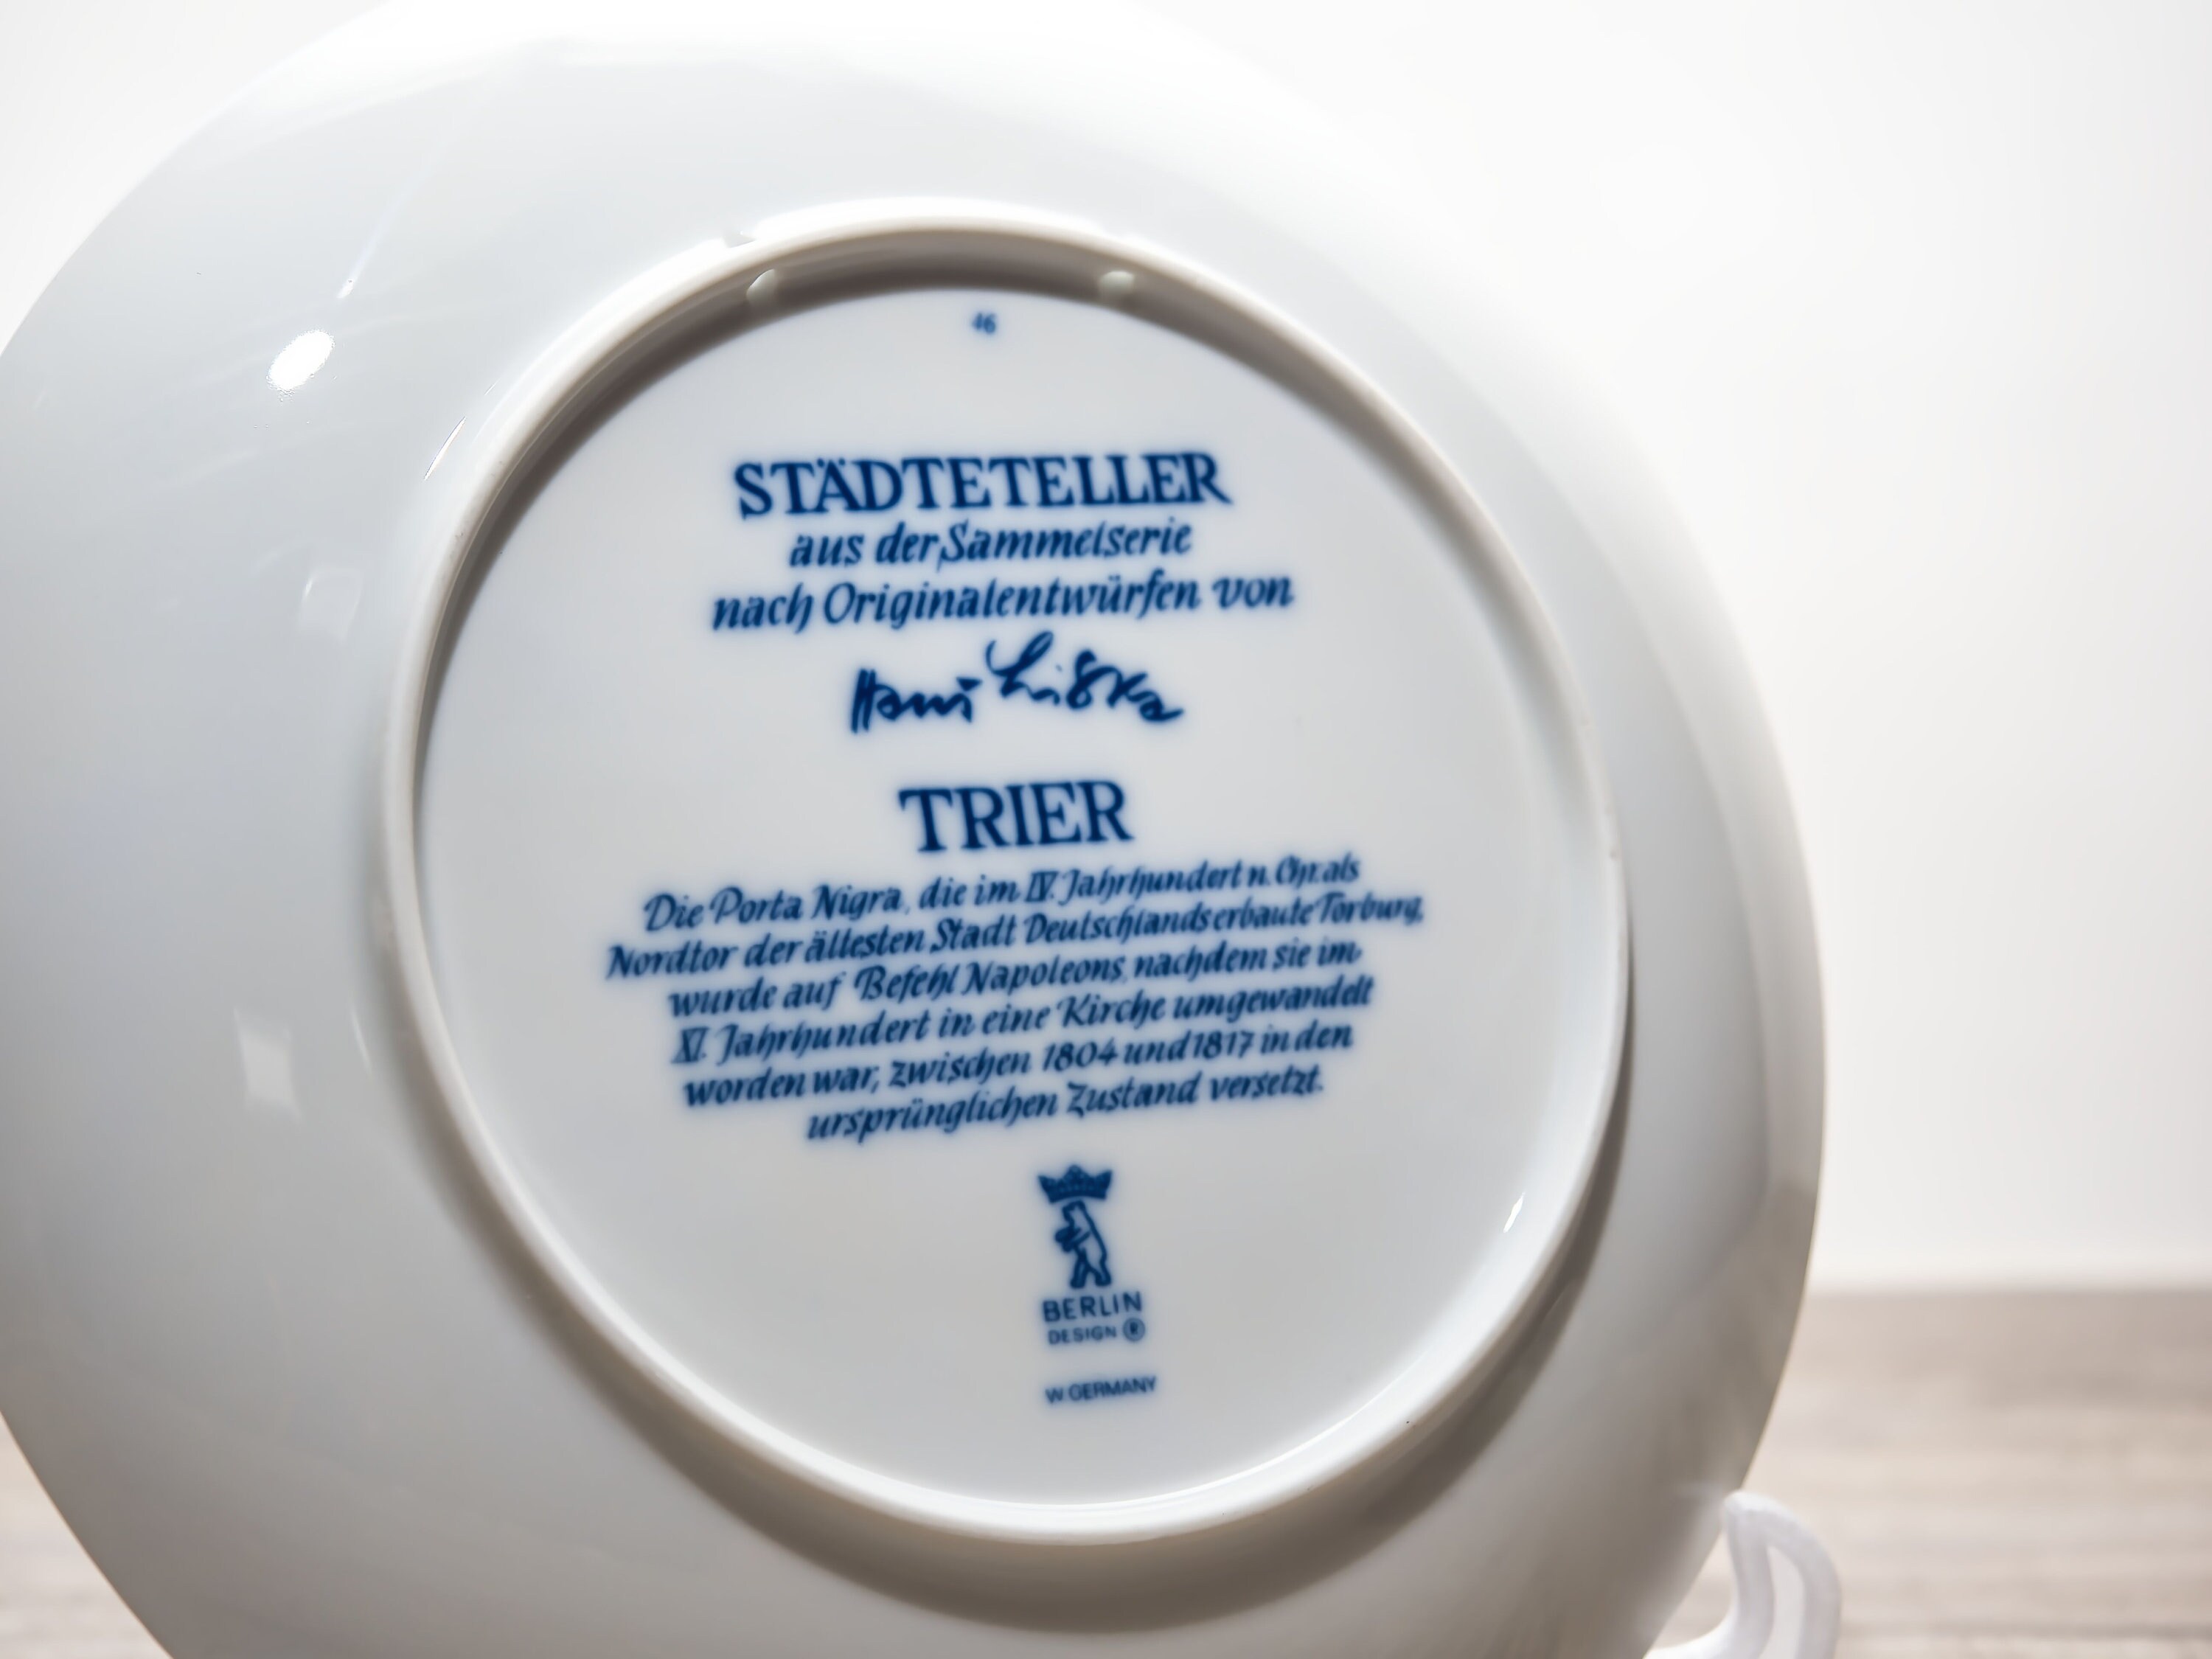 46
STÄDTETELLER
aus der Sammelserie
nach Originalentwürfen von
Hans Liska
TRIER
Die Porta Nigra, die im IV. Jahrhundert n. Chr. als
Nordtor der ältesten Stadt Deutschlands erbaute Torburg,
wurde auf Befehl Napoleons, nachdem sie im
XI. Jahrhundert in eine Kirche umgewandelt
worden war, zwischen 1804 und 1817 in den
ursprünglichen Zustand versetzt.
BERLIN
DESIGN ®
W. GERMANY